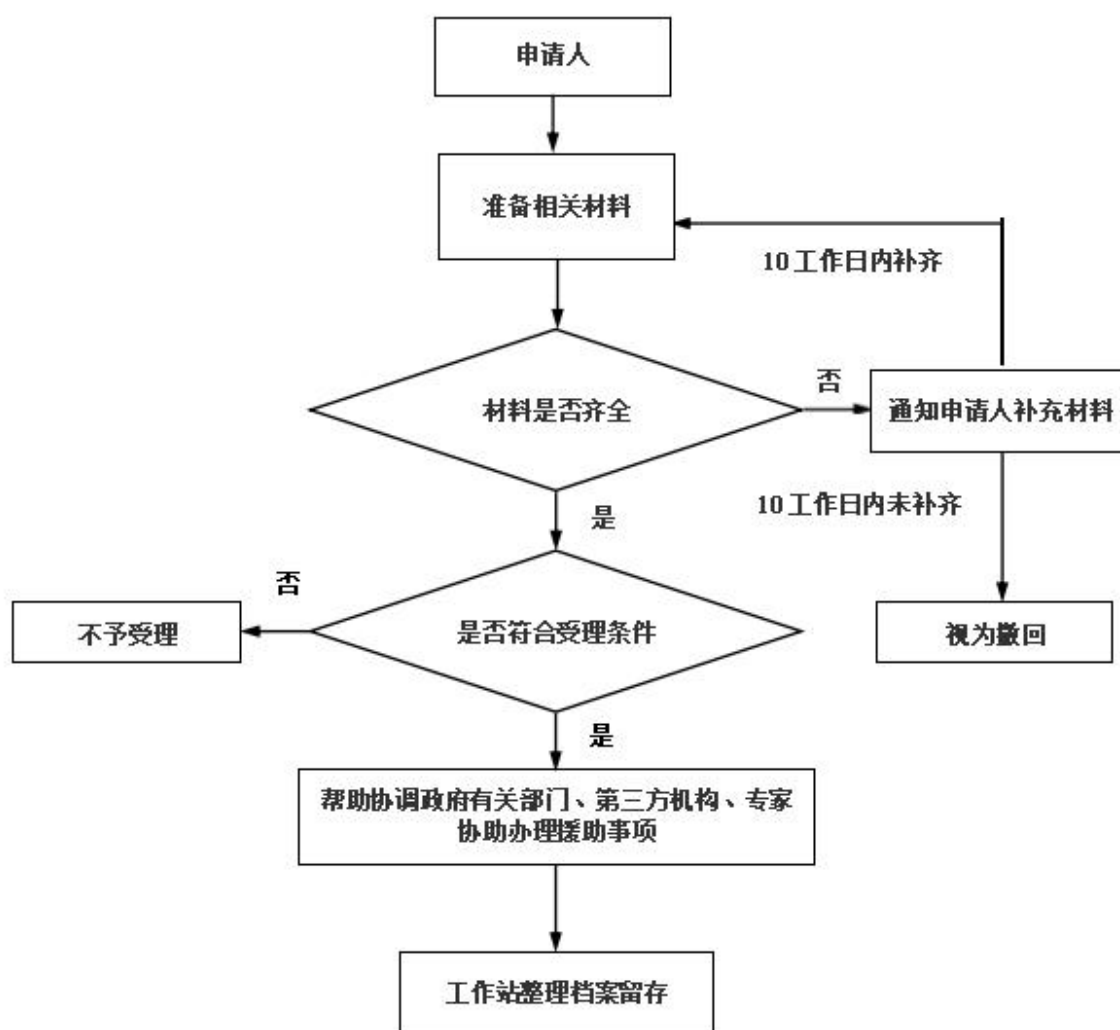 申请人
准备相关材料
10工作日内补齐
材料是否齐全
否
通知申请人补充材料
是
10工作日内未补齐
否
不予受理
是否符合受理条件
视为撤回
是
帮助协调政府有关部门、第三方机构、专家
协助办理援助事项
工作站整理档案留存